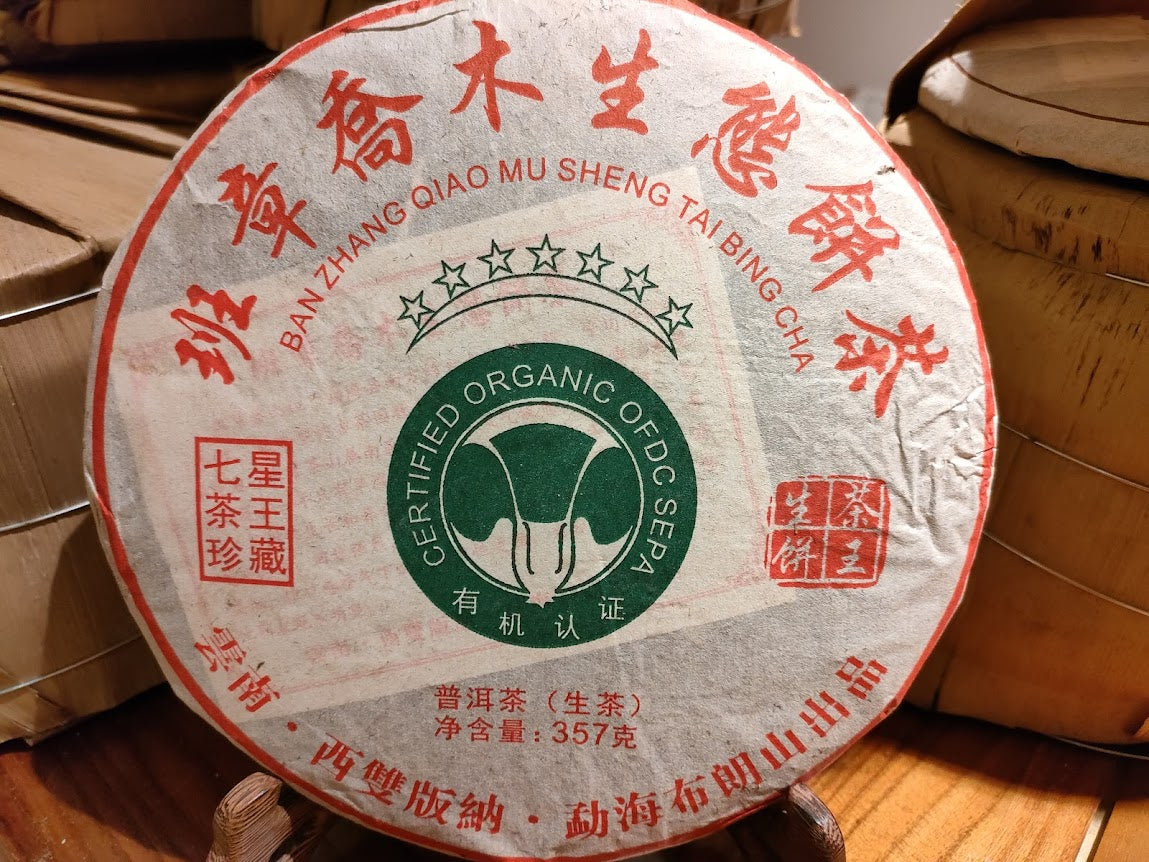 班章喬木生態餅茶
BAN ZHANG QIAO MU SHENG TAI BING CHA
CERTIFIED ORGANIC OFDC SEPA
有机认证
星王藏
七茶珍
茶王
生餅
普洱茶（生茶）
净含量：357克
雲南·西雙版納·勐海布朗山出品